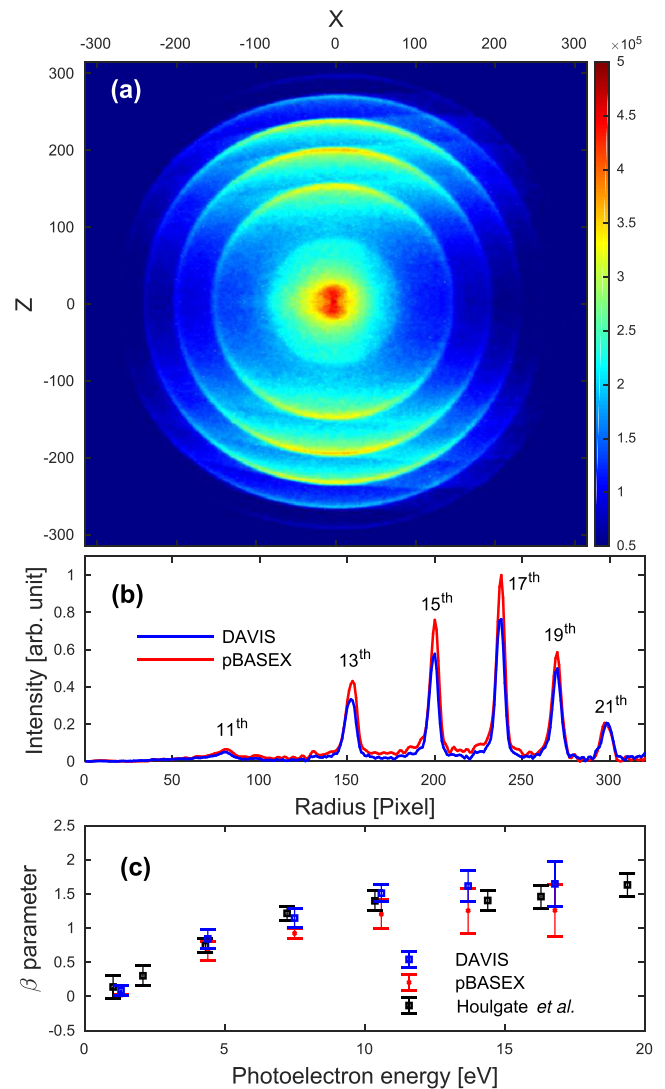 X
-300 -200 -100 0 100 200 300
×10⁵
(a)
Z
300
200
100
0
-100
-200
-300
5
4.5
4
3.5
3
2.5
2
1.5
1
0.5
(b)
Intensity [arb. unit]
1
0.8
0.6
0.4
0.2
0
DAVIS
pBASEX
11th
13th
15th
17th
19th
21th
0 50 100 150 200 250 300
Radius [Pixel]
(c)
β parameter
2.5
2
1.5
1
0.5
0
-0.5
DAVIS
pBASEX
Houlgate et al.
0 5 10 15 20
Photoelectron energy [eV]